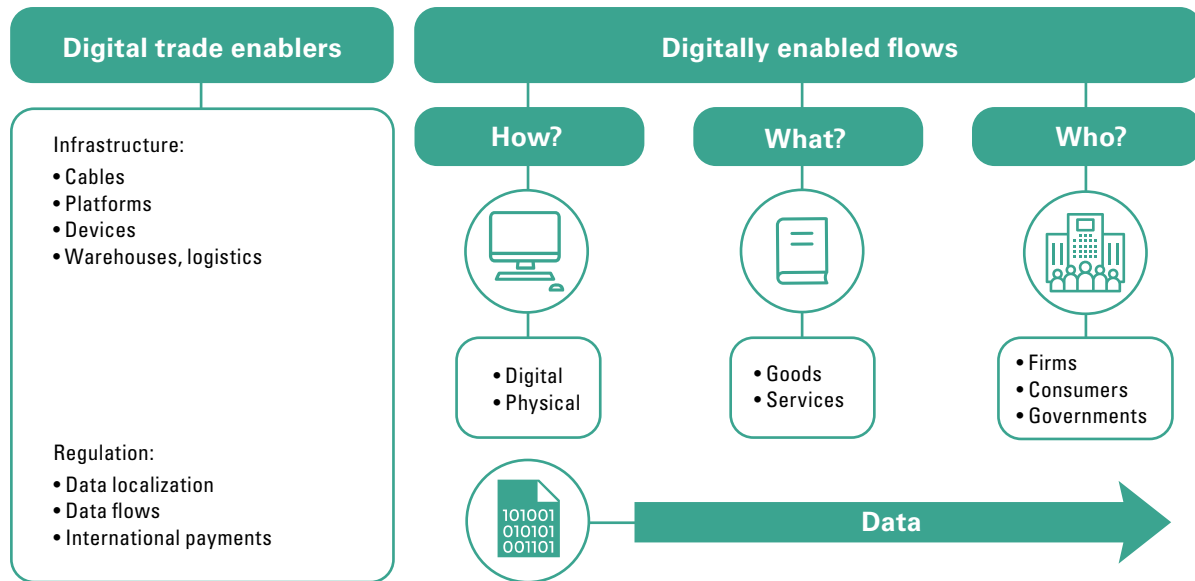 Digital trade enablers
Infrastructure:
• Cables
• Platforms
• Devices
• Warehouses, logistics
Regulation:
• Data localization
• Data flows
• International payments
Digitally enabled flows
How?
• Digital
• Physical
What?
• Goods
• Services
Who?
• Firms
• Consumers
• Governments
101001
010101
001101
Data